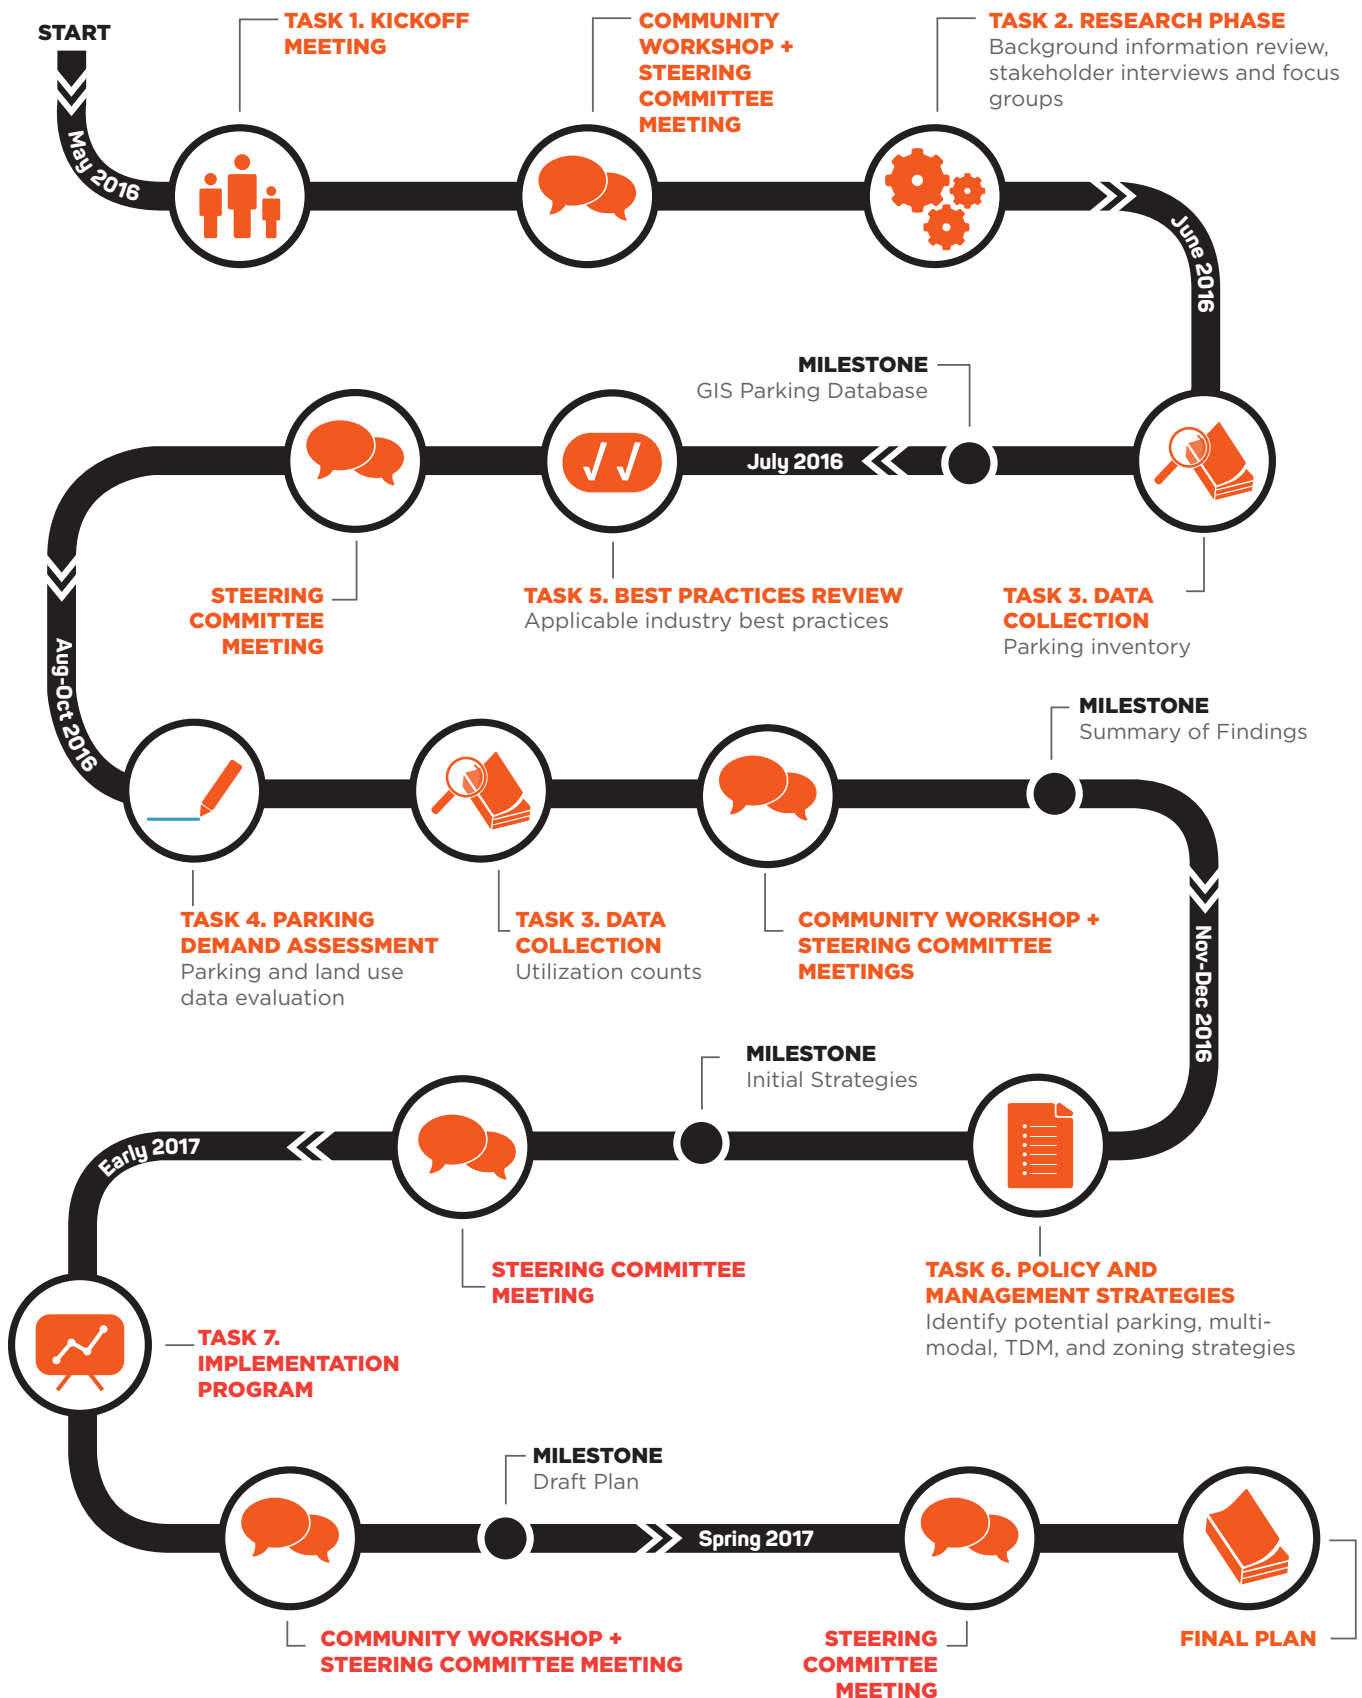 START
May 2016
TASK 1. KICKOFF
MEETING
COMMUNITY
WORKSHOP +
STEERING
COMMITTEE
MEETING
TASK 2. RESEARCH PHASE
Background information review,
stakeholder interviews and focus
groups
June 2016
TASK 3. DATA
COLLECTION
Parking inventory
MILESTONE
GIS Parking Database
July 2016
TASK 5. BEST PRACTICES REVIEW
Applicable industry best practices
STEERING
COMMITTEE
MEETING
Aug-Oct 2016
TASK 4. PARKING
DEMAND ASSESSMENT
Parking and land use
data evaluation
TASK 3. DATA
COLLECTION
Utilization counts
COMMUNITY WORKSHOP +
STEERING COMMITTEE
MEETINGS
MILESTONE
Summary of Findings
Nov-Dec 2016
TASK 6. POLICY AND
MANAGEMENT STRATEGIES
Identify potential parking, multi-
modal, TDM, and zoning strategies
MILESTONE
Initial Strategies
STEERING COMMITTEE
MEETING
Early 2017
TASK 7.
IMPLEMENTATION
PROGRAM
COMMUNITY WORKSHOP +
STEERING COMMITTEE MEETING
MILESTONE
Draft Plan
Spring 2017
STEERING
COMMITTEE
MEETING
FINAL PLAN